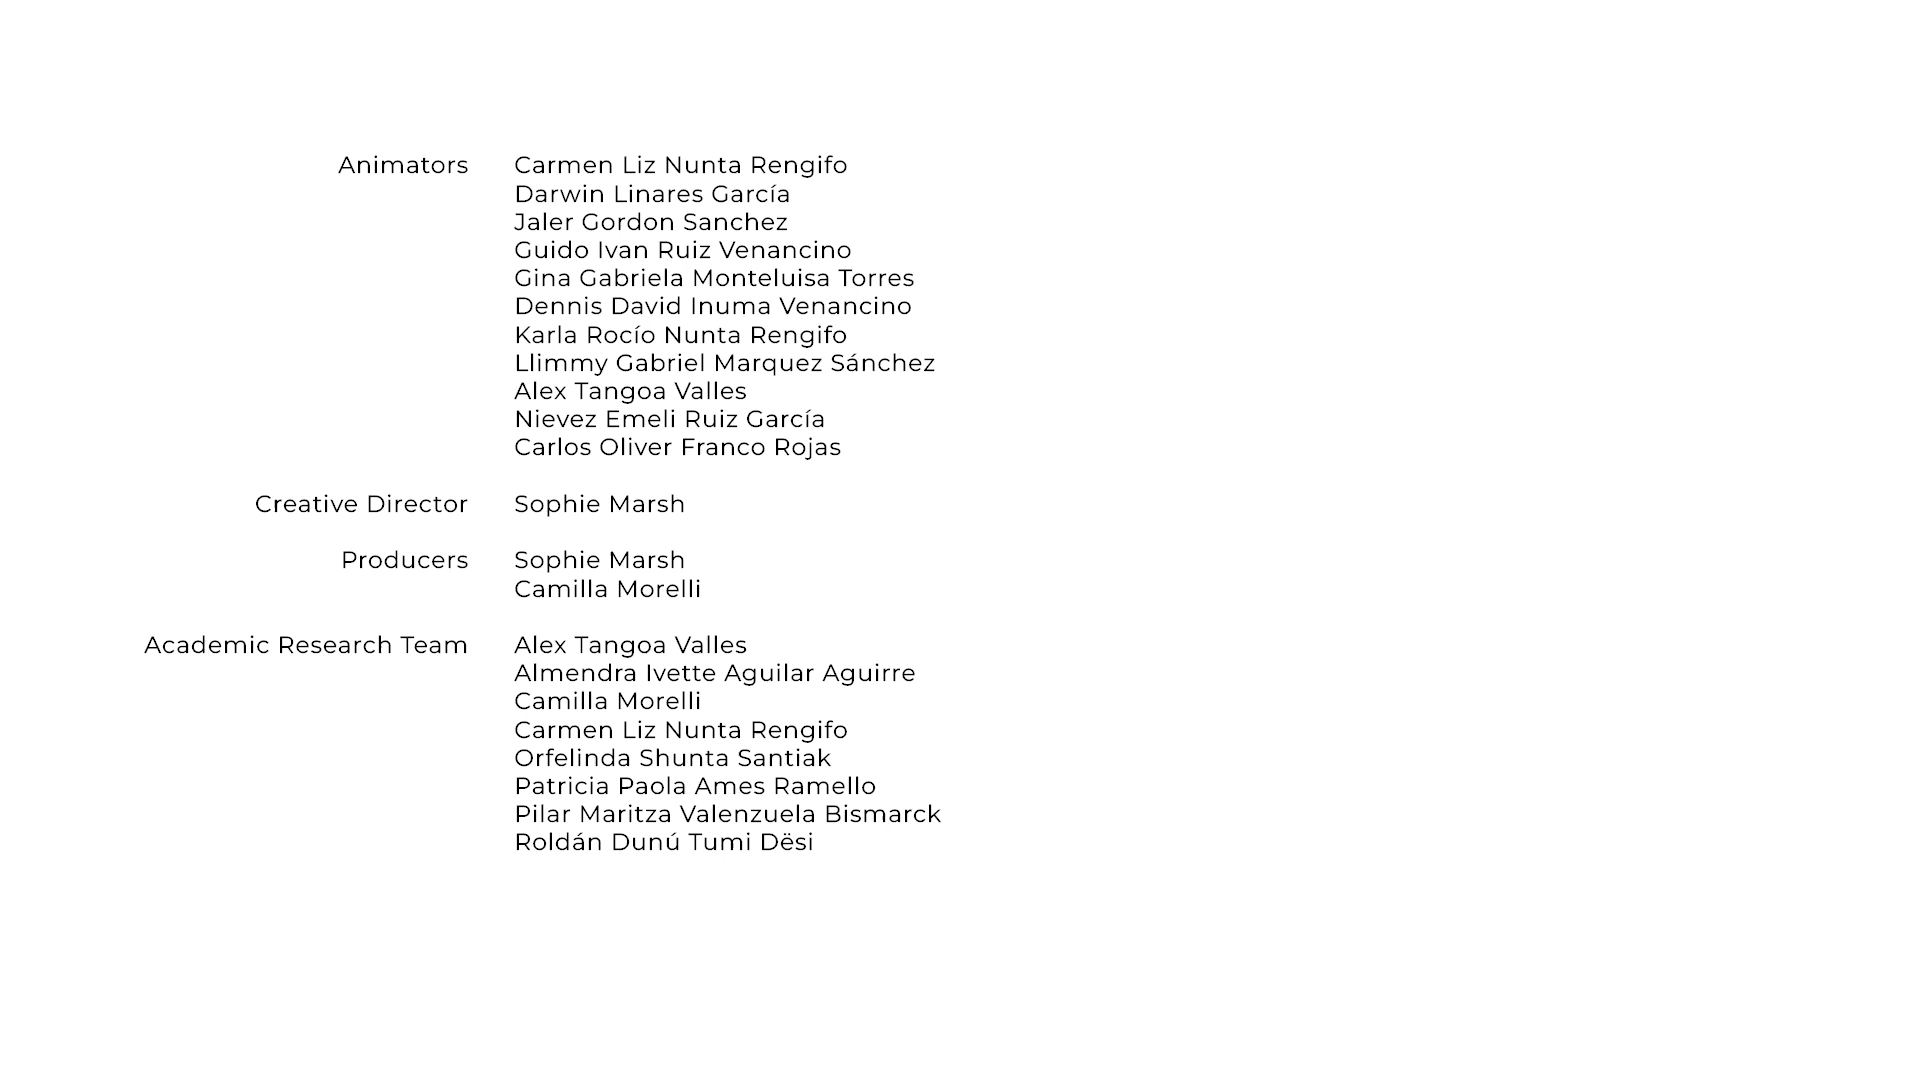 Animators Carmen Liz Nunta Rengifo
Darwin Linares García
Jaler Gordon Sanchez
Guido Ivan Ruiz Venancino
Gina Gabriela Monteluisa Torres
Dennis David Inuma Venancino
Karla Rocío Nunta Rengifo
Llimmy Gabriel Marquez Sánchez
Alex Tangoa Valles
Nievez Emeli Ruiz García
Carlos Oliver Franco Rojas
Creative Director Sophie Marsh
Producers Sophie Marsh
Camilla Morelli
Academic Research Team Alex Tangoa Valles
Almendra Ivette Aguilar Aguirre
Camilla Morelli
Carmen Liz Nunta Rengifo
Orfelinda Shunta Santiak
Patricia Paola Ames Ramello
Pilar Maritza Valenzuela Bismarck
Roldán Dunú Tumi Dësi